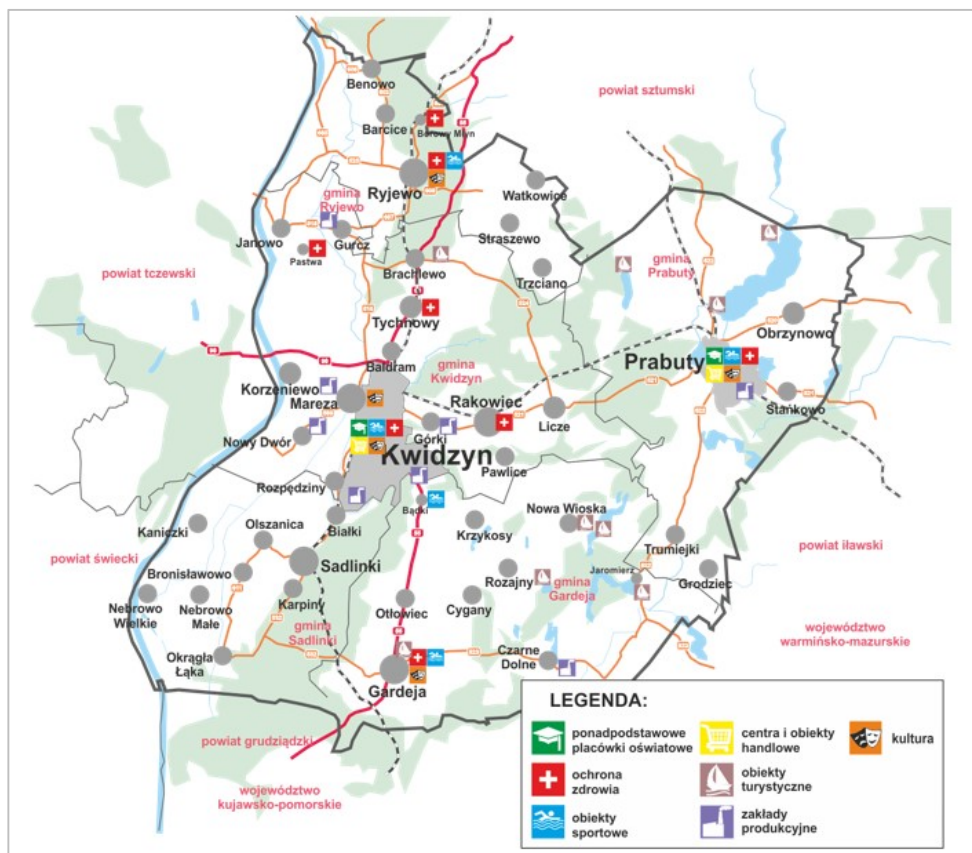 powiat sztumski
Benowo
Barcice
Borowy Młyn
Ryjewo
gmina
Ryjewo
Watkowice
Straszewo
Janowo
Gurcz
Pastwa
Brachlewo
Trzciano
gmina
Prabuty
powiat tczewski
Tychnowy
Obrzynowo
Baldram
gmina
Kwidzyn
Prabuty
Korzeniewo
Mareza
Rakowiec
Licze
Stańkowo
Nowy Dwór
Górki
Kwidzyn
Pawlice
Rozpędziny
Bądki
Kaniczki
Olszanica
Białki
Krzykosy
Nowa Wioska
Trumiejki
powiat świecki
powiat iławski
Bronisławowo
Sadlinki
Rozajny
Jaromierz
Grodziec
gmina
Gardeja
Nebrowo
Wielkie
Nebrowo
Małe
Karpiny
Otłowiec
Cygany
gmina
Sadlinki
województwo
warmińsko-mazurskie
Okrągła
Łąka
Czarne
Dolne
Gardeja
powiat grudziądzki
województwo
kujawsko-pomorskie
LEGENDA:
ponadpodstawowe
placówki oświatowe
centra i obiekty
handlowe
kultura
ochrona
zdrowia
obiekty
turystyczne
obiekty
sportowe
zakłady
produkcyjne